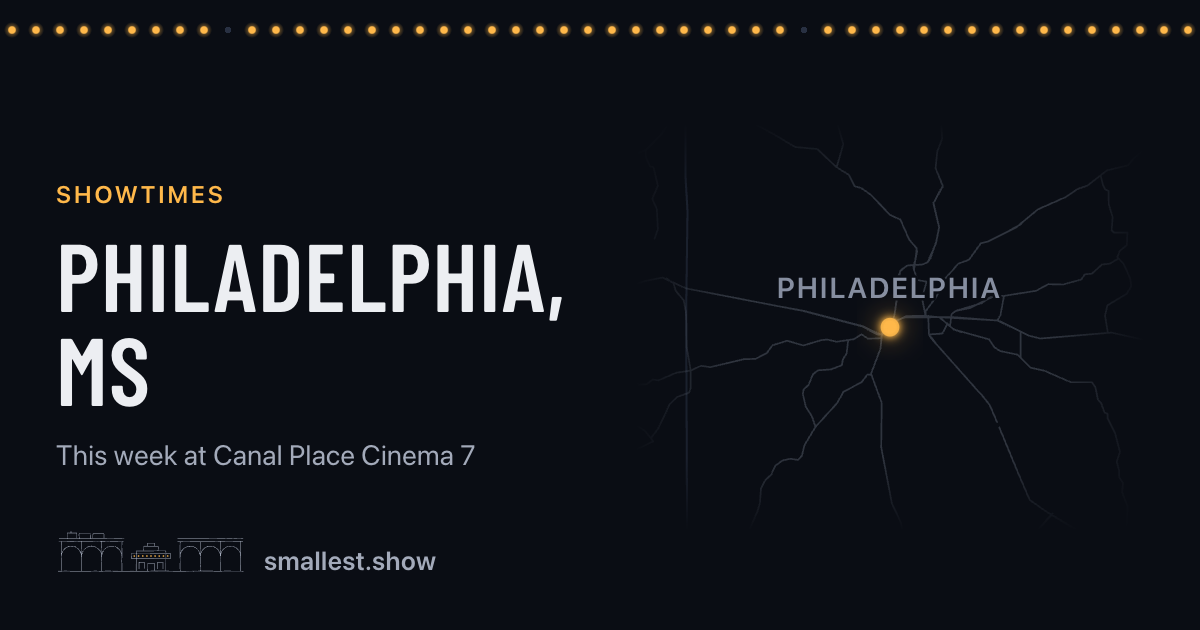 SHOWTIMES
PHILADELPHIA,
MS
This week at Canal Place Cinema 7
smallest.show
PHILADELPHIA